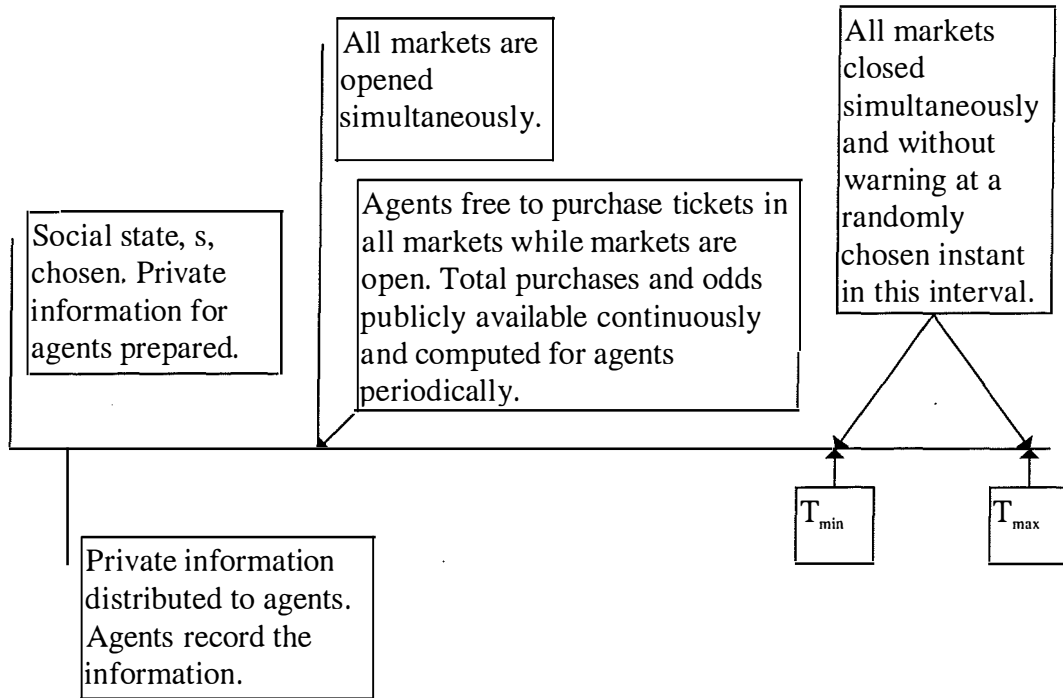 Social state, s,
chosen. Private
information for
agents prepared.
Private information
distributed to agents.
Agents record the
information.
All markets are
opened
simultaneously.
Agents free to purchase tickets in
all markets while markets are
open. Total purchases and odds
publicly available continuously
and computed for agents
periodically.
All markets
closed
simultaneously
and without
warning at a
randomly
chosen instant
in this interval.
T_min
T_max